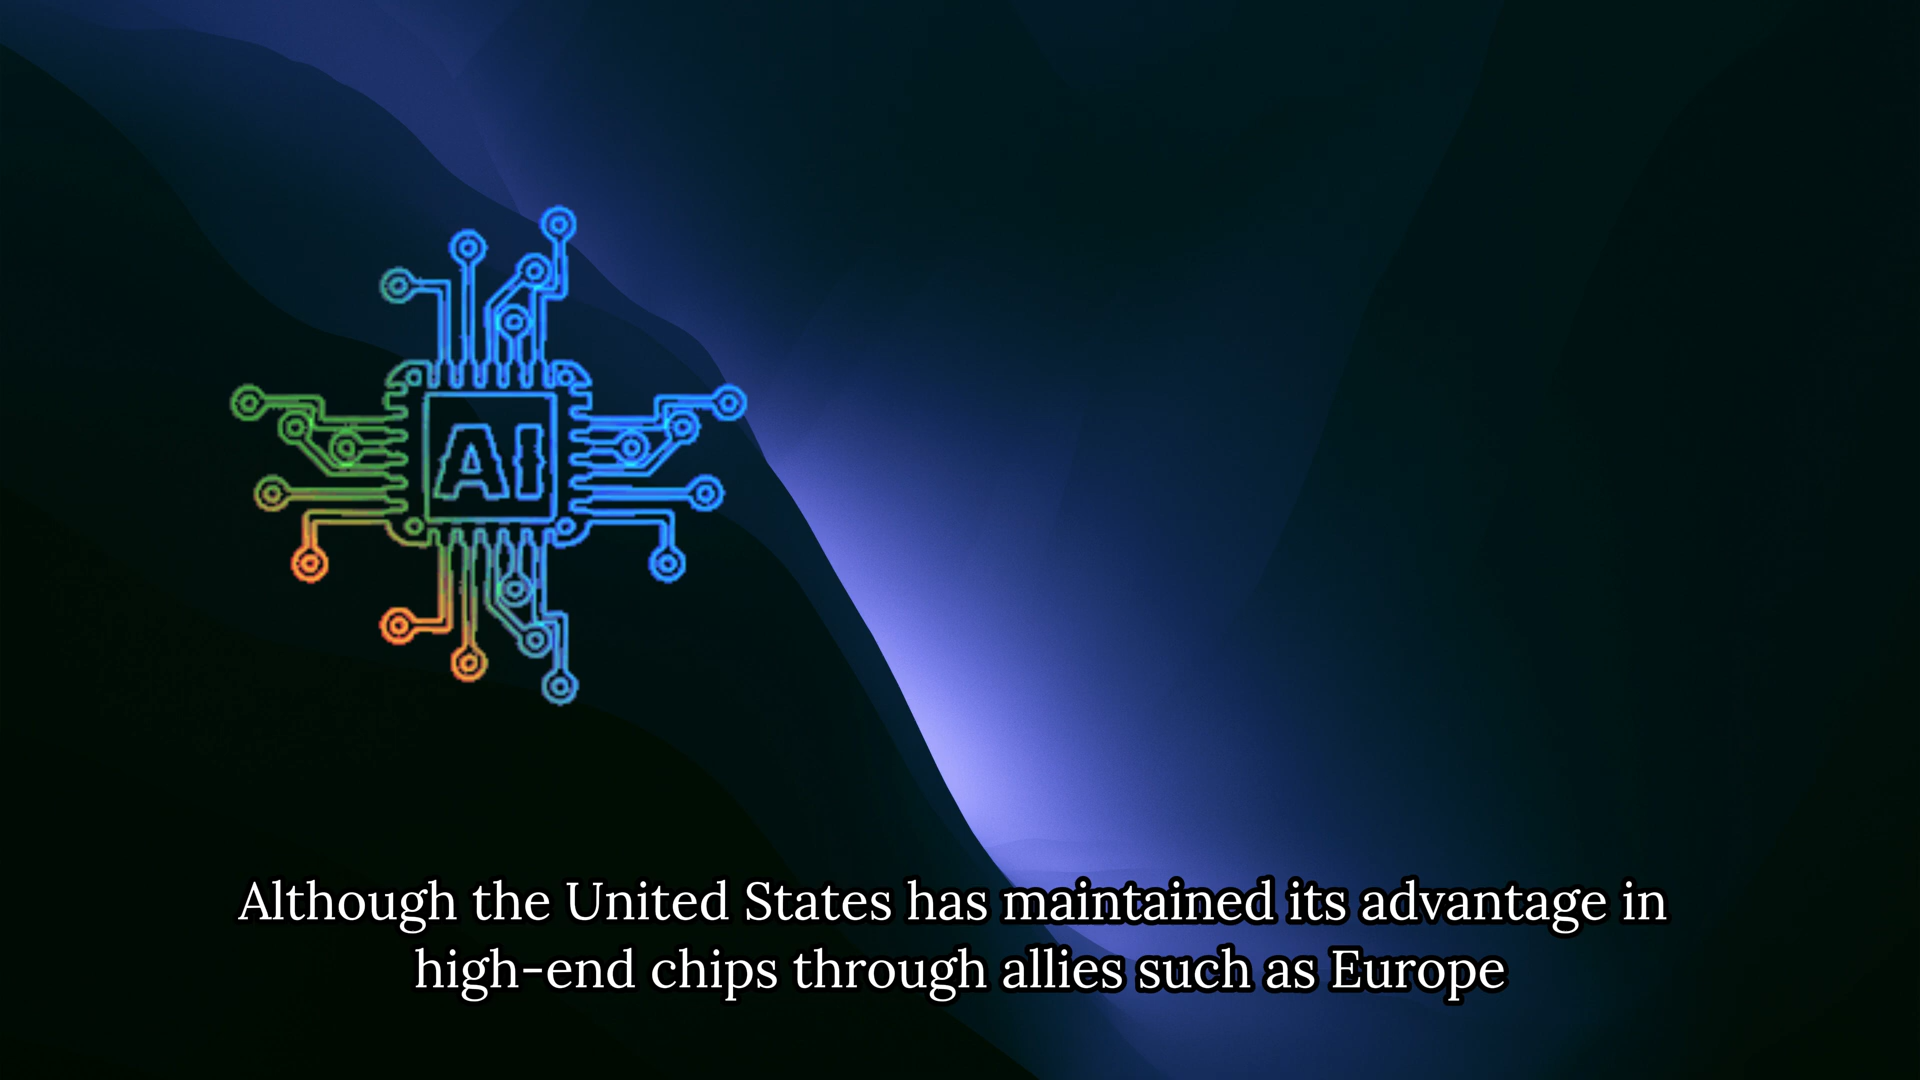 AI
Although the United States has maintained its advantage in
high-end chips through allies such as Europe